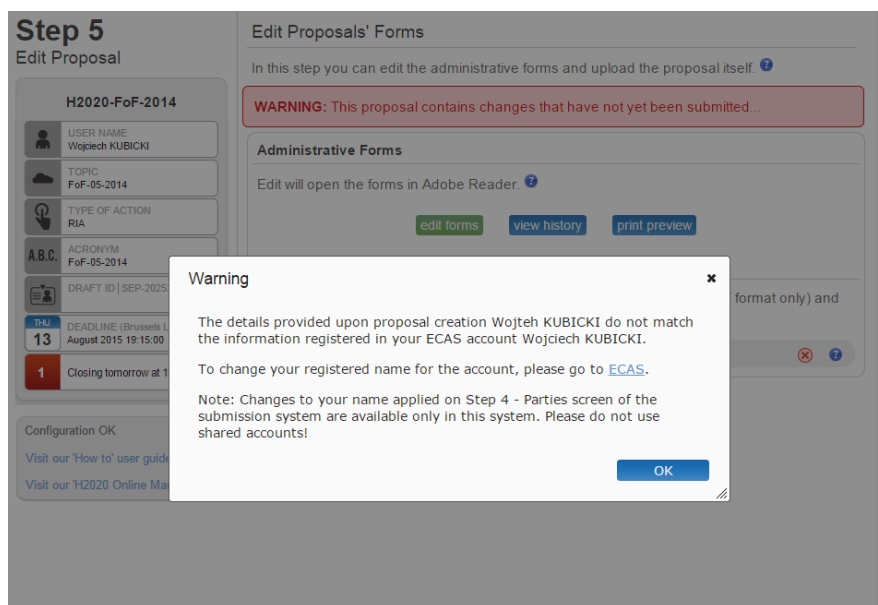 Step 5
Edit Proposal
H2020-FoF-2014
USER NAME
Wojciech KUBICKI
TOPIC
FoF-05-2014
TYPE OF ACTION
RIA
A.B.C.
ACRONYM
FoF-05-2014
DRAFT ID | SEP-2025
THU
13
DEADLINE (Brussels L
August 2015 19:15:00
1
Closing tomorrow at 1
Configuration OK
Visit our 'How to' user guide
Visit our 'H2020 Online Ma
Edit Proposals' Forms
In this step you can edit the administrative forms and upload the proposal itself. ?
WARNING: This proposal contains changes that have not yet been submitted...
Administrative Forms
Edit will open the forms in Adobe Reader. ?
edit forms view history print preview
format only) and
?
Warning
The details provided upon proposal creation Wojteh KUBICKI do not match
the information registered in your ECAS account Wojciech KUBICKI.
To change your registered name for the account, please go to ECAS.
Note: Changes to your name applied on Step 4 - Parties screen of the
submission system are available only in this system. Please do not use
shared accounts!
OK